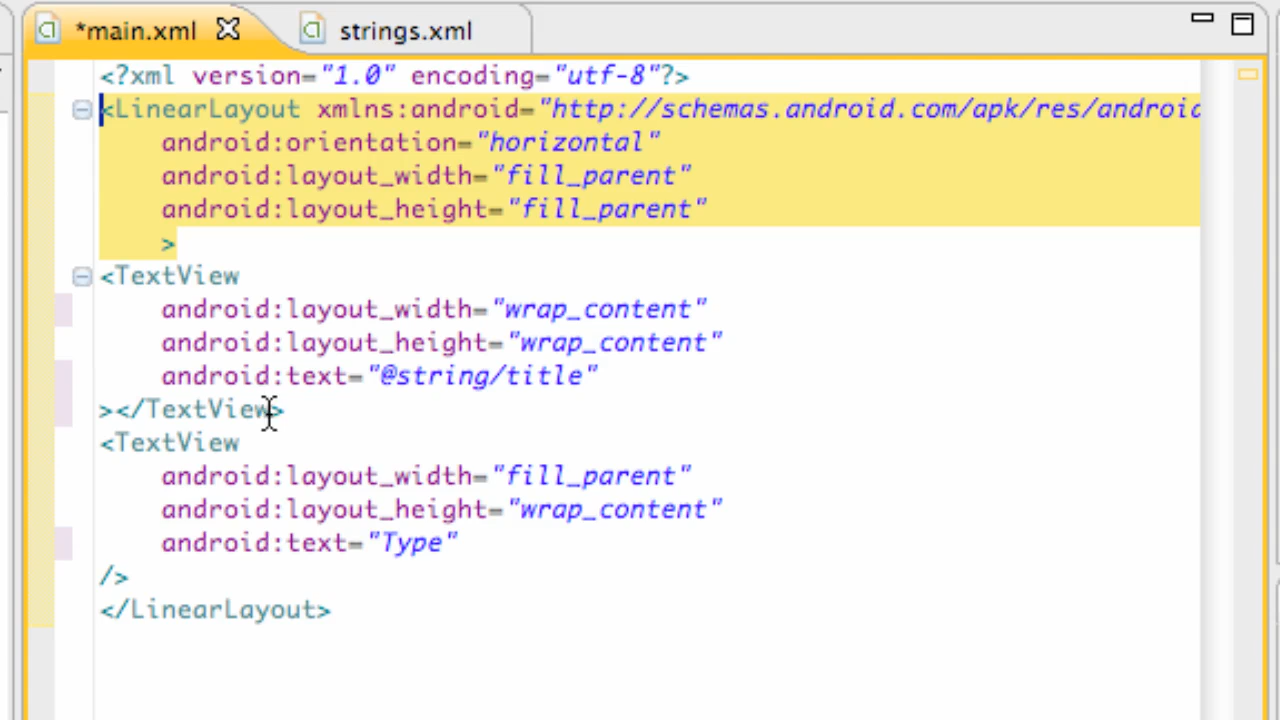 *main.xml
strings.xml
<?xml version="1.0" encoding="utf-8"?>
<LinearLayout xmlns:android="http://schemas.android.com/apk/res/android
    android:orientation="horizontal"
    android:layout_width="fill_parent"
    android:layout_height="fill_parent"
    >
<TextView
    android:layout_width="wrap_content"
    android:layout_height="wrap_content"
    android:text="@string/title"
></TextView>
<TextView
    android:layout_width="fill_parent"
    android:layout_height="wrap_content"
    android:text="Type"
/>
</LinearLayout>